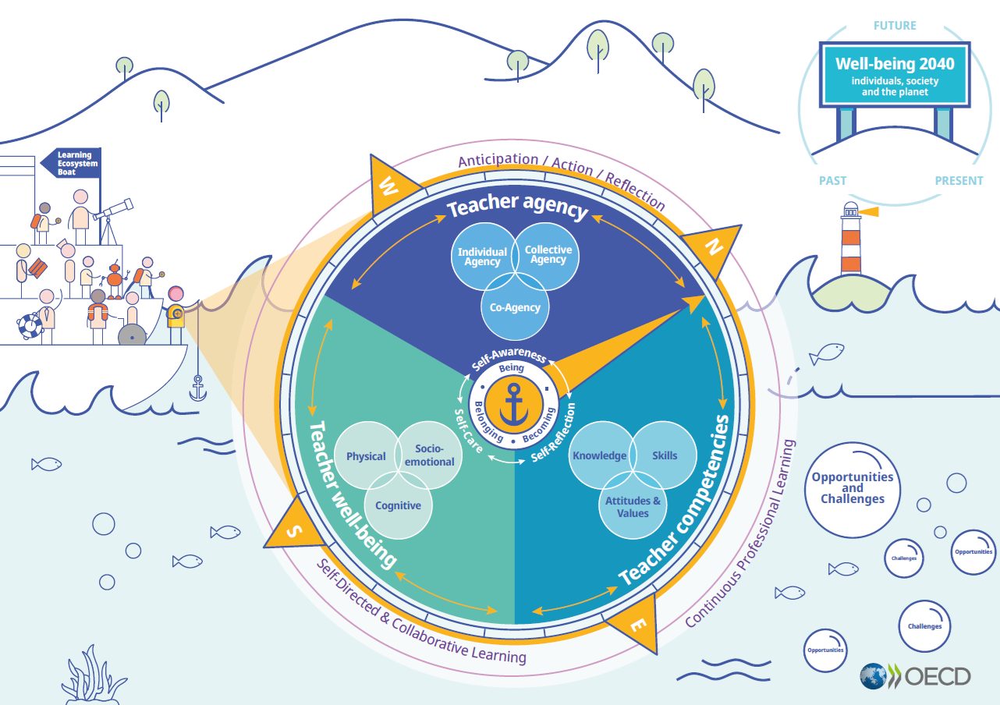 FUTURE
Well-being 2040
individuals, society
and the planet
PAST
PRESENT
Learning
Ecosystem
Boat
Anticipation / Action / Reflection
W
N
S
E
Teacher agency
Individual
Agency
Collective
Agency
Co-Agency
Self-Awareness
Being
Belonging
Becoming
Self-Care
Self-Reflection
Teacher well-being
Physical
Socio-
emotional
Cognitive
Teacher competencies
Knowledge
Skills
Attitudes &
Values
Self-Directed & Collaborative Learning
Continuous Professional Learning
Opportunities
and
Challenges
Challenges
Opportunities
Challenges
Opportunities
OECD